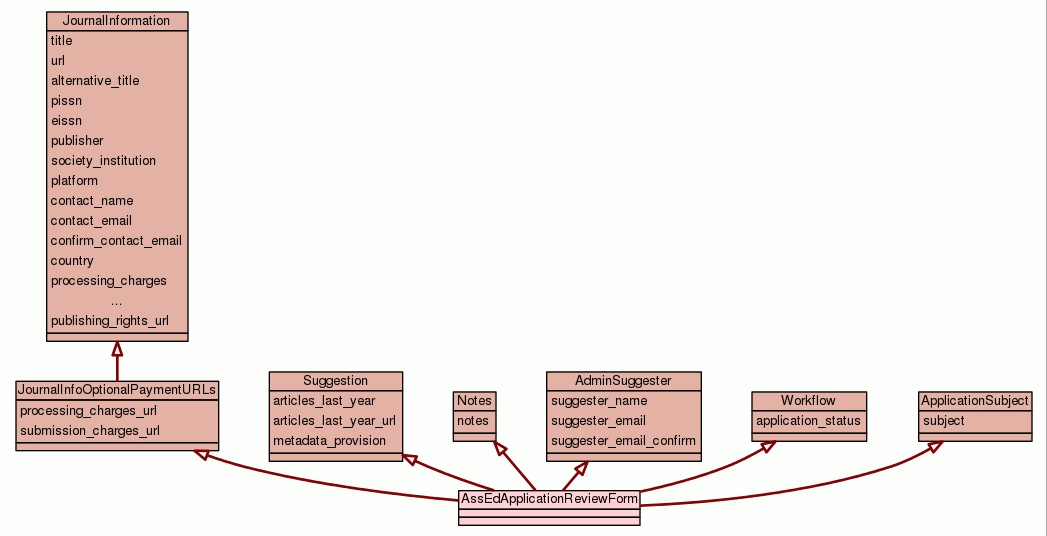 JournalInformation
title
url
alternative_title
pissn
eissn
publisher
society_institution
platform
contact_name
contact_email
confirm_contact_email
country
processing_charges
...
publishing_rights_url
JournalInfoOptionalPaymentURLs
processing_charges_url
submission_charges_url
Suggestion
articles_last_year
articles_last_year_url
metadata_provision
Notes
notes
AdminSuggester
suggester_name
suggester_email
suggester_email_confirm
Workflow
application_status
ApplicationSubject
subject
AssEdApplicationReviewForm